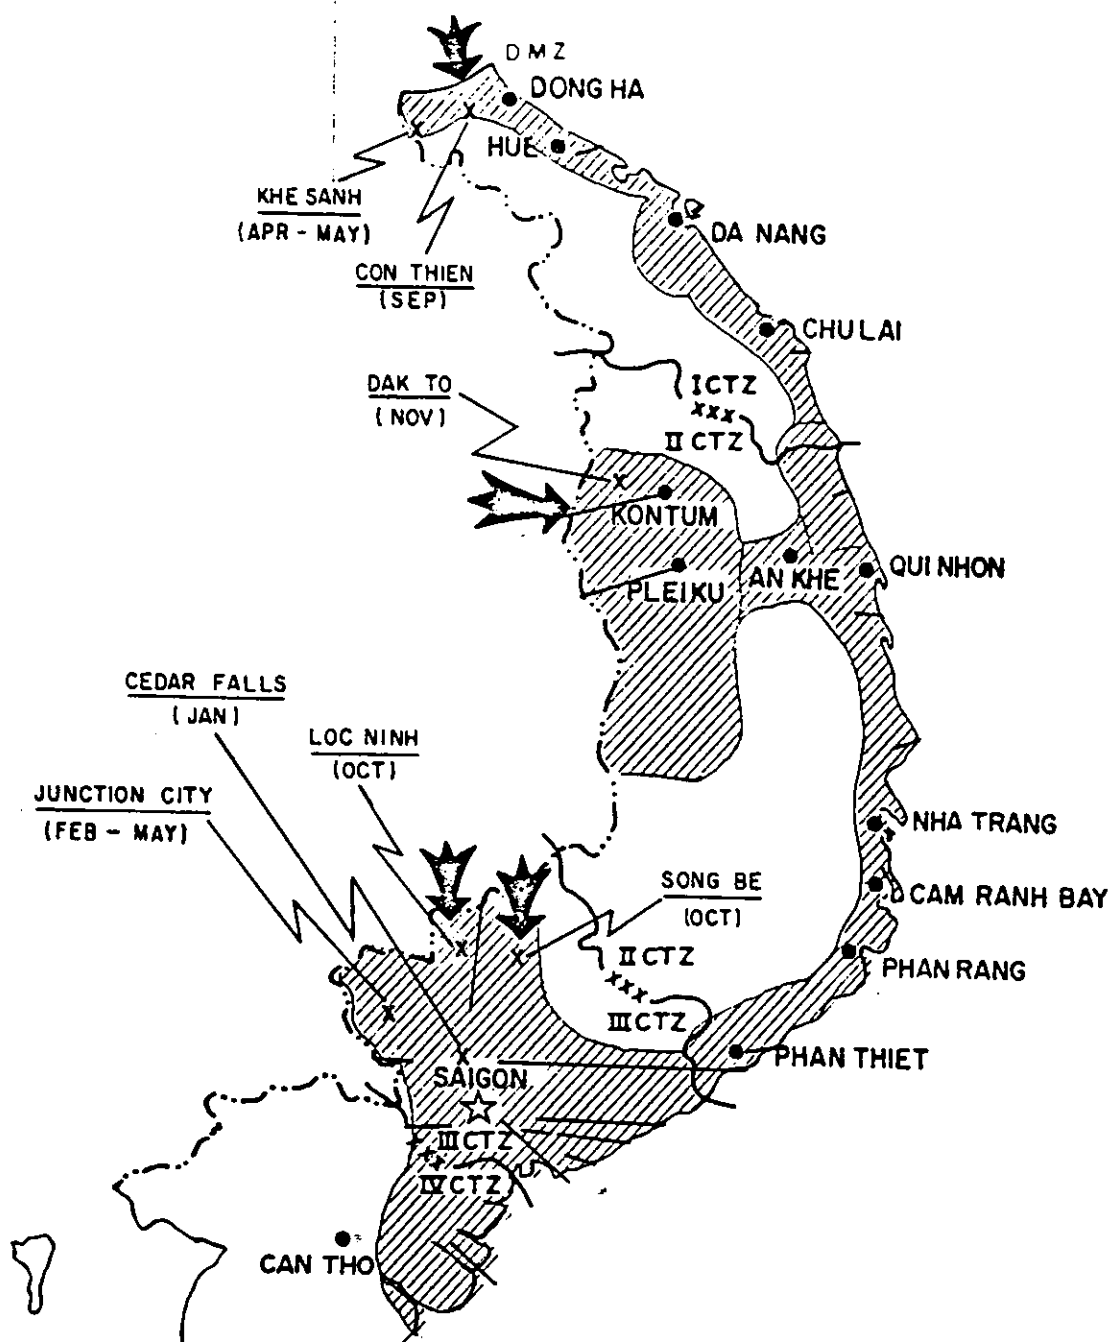 DMZ
DONG HA
HUE
KHE SANH
(APR - MAY)
DA NANG
CON THIEN
(SEP)
CHU LAI
I CTZ
XXX
II CTZ
DAK TO
(NOV)
KONTUM
PLEIKU
AN KHE
QUI NHON
CEDAR FALLS
(JAN)
LOC NINH
(OCT)
JUNCTION CITY
(FEB - MAY)
NHA TRANG
SONG BE
(OCT)
CAM RANH BAY
II CTZ
XXX
III CTZ
PHAN RANG
PHAN THIET
SAIGON
III CTZ
IV CTZ
CAN THO